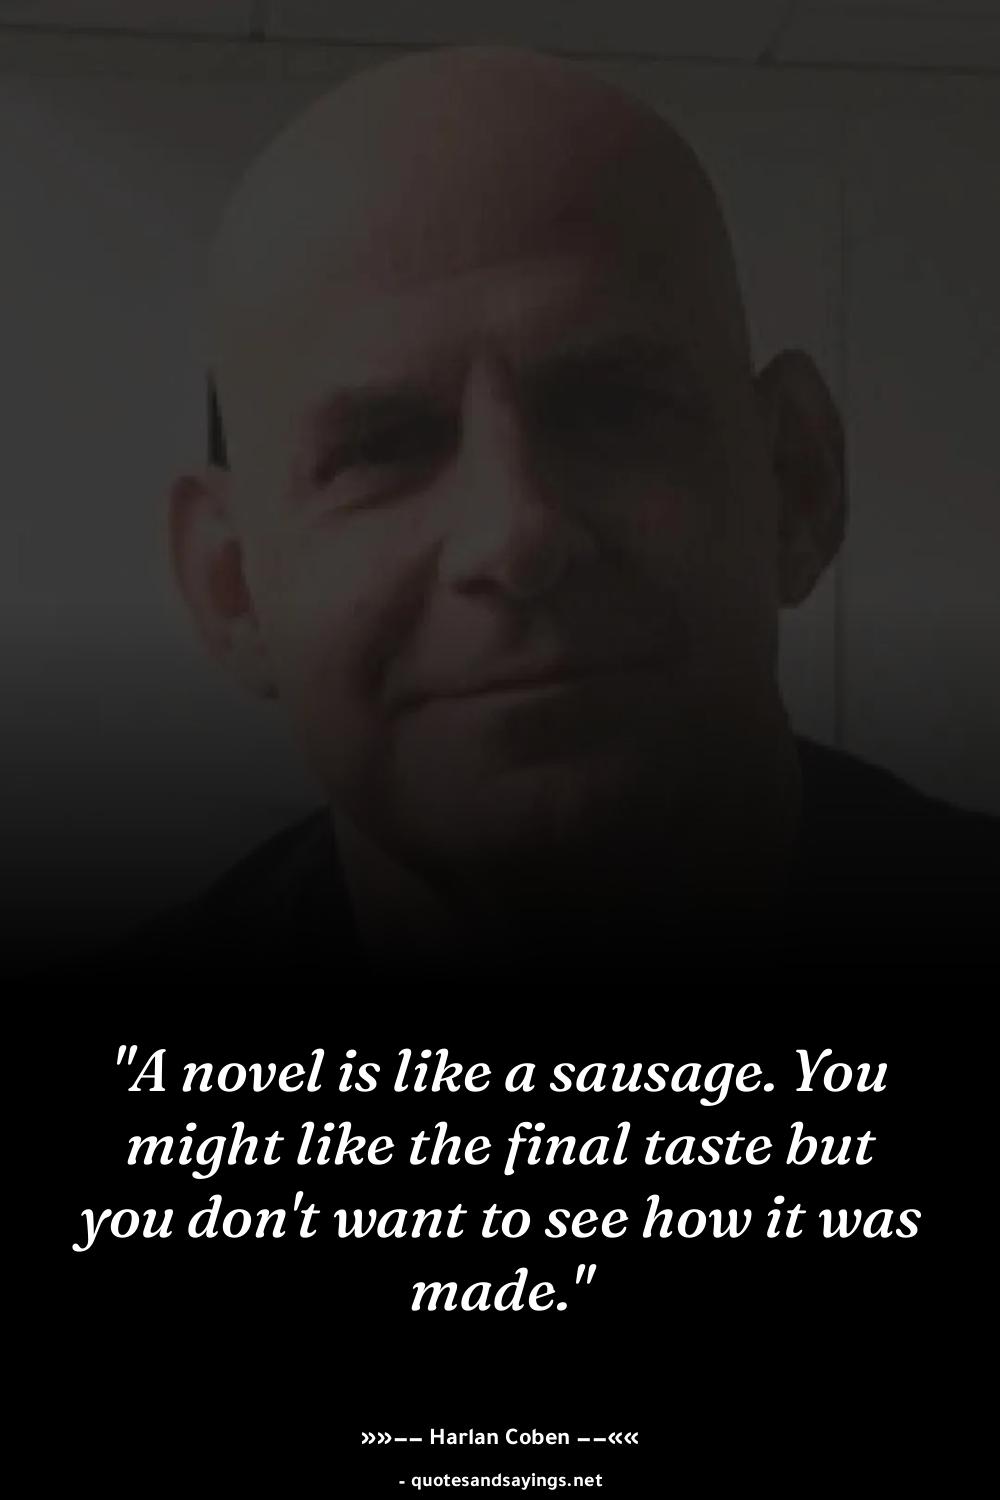 "A novel is like a sausage. You
might like the final taste but
you don't want to see how it was
made."
»»–– Harlan Coben ––««
- quotesandsayings.net